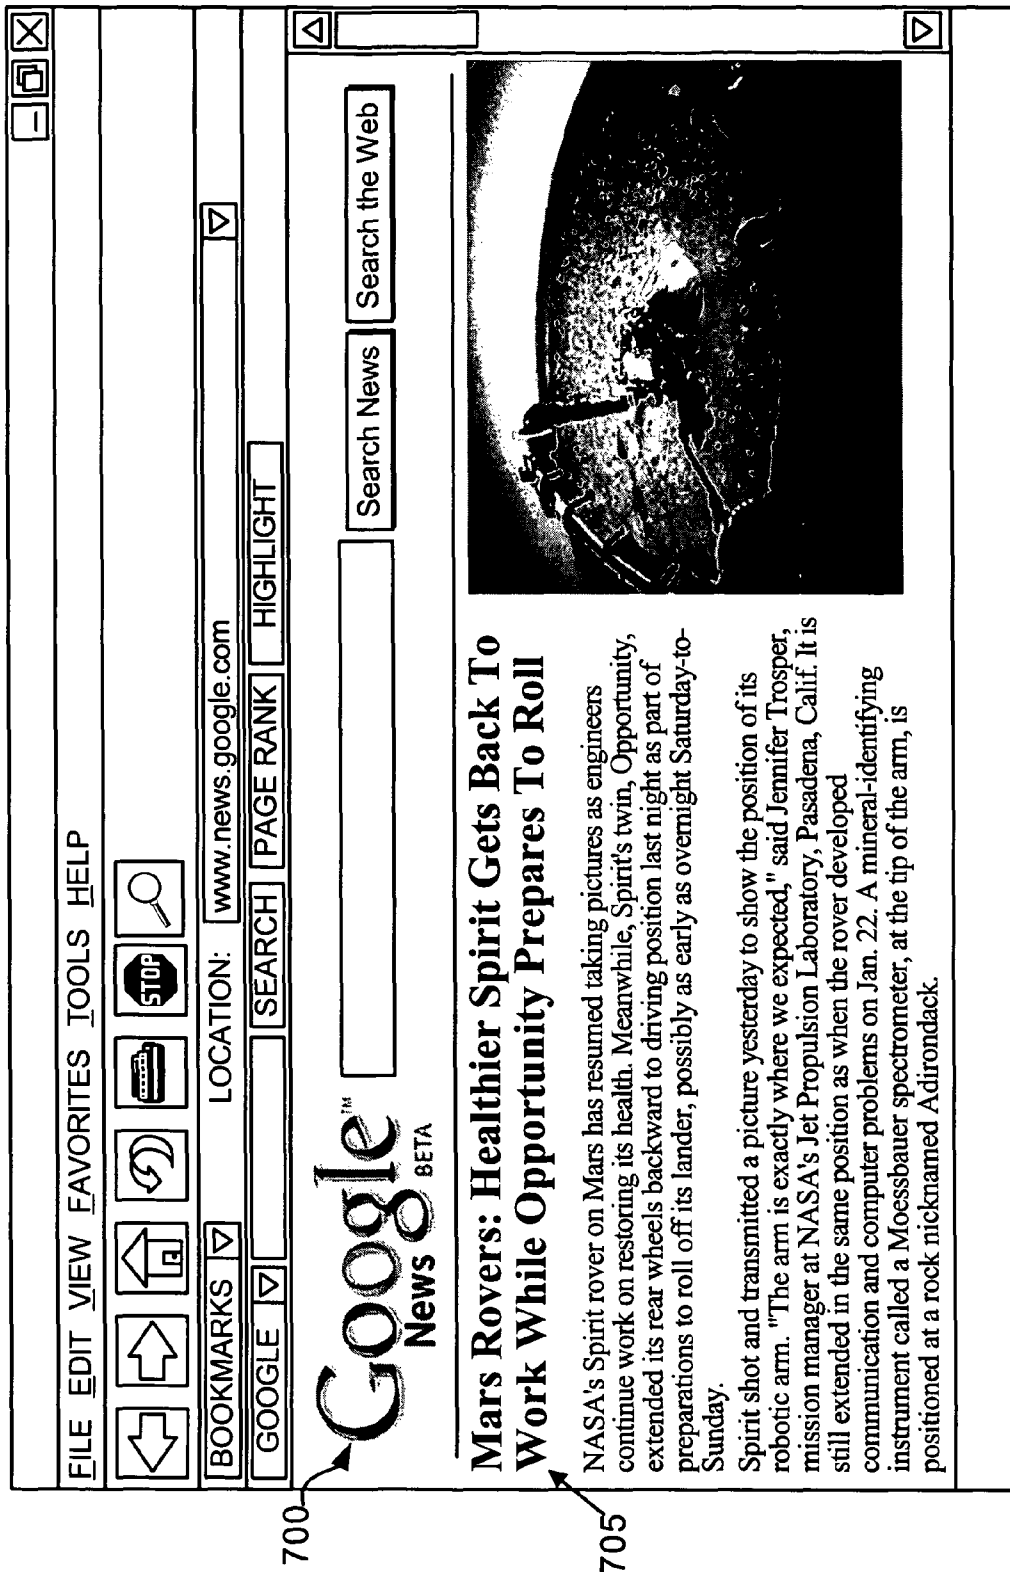 FILE EDIT VIEW FAVORITES TOOLS HELP
STOP
BOOKMARKS LOCATION: www.news.google.com
GOOGLE SEARCH PAGE RANK HIGHLIGHT
700
Google™
News BETA
Search News Search the Web
705
Mars Rovers: Healthier Spirit Gets Back To
Work While Opportunity Prepares To Roll
NASA's Spirit rover on Mars has resumed taking pictures as engineers
continue work on restoring its health. Meanwhile, Spirit's twin, Opportunity,
extended its rear wheels backward to driving position last night as part of
preparations to roll off its lander, possibly as early as overnight Saturday-to-
Sunday.
Spirit shot and transmitted a picture yesterday to show the position of its
robotic arm. "The arm is exactly where we expected," said Jennifer Trosper,
mission manager at NASA's Jet Propulsion Laboratory, Pasadena, Calif. It is
still extended in the same position as when the rover developed
communication and computer problems on Jan. 22. A mineral-identifying
instrument called a Moessbauer spectrometer, at the tip of the arm, is
positioned at a rock nicknamed Adirondack.